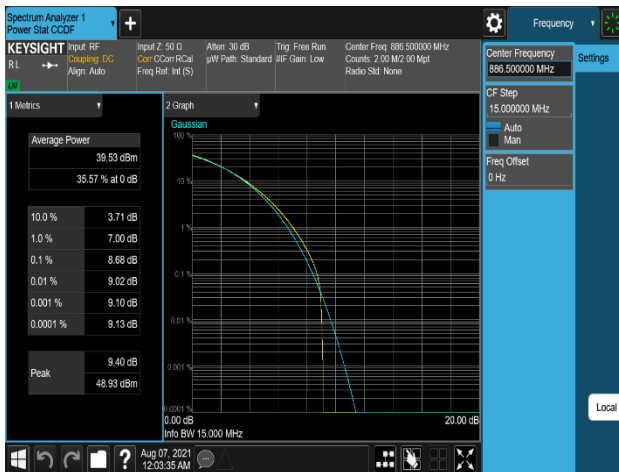 Spectrum Analyzer 1
Power Stat CCDF
+
Frequency
KEYSIGHT
RL
Input: RF
Coupling: DC
Align: Auto
Input Z: 50 Ω
Corr CCorr RCal
Freq Ref: Int (S)
Atten: 30 dB
µW Path: Standard
Trig: Free Run
#IF Gain: Low
Center Freq: 886.500000 MHz
Counts: 2.00 M/2.00 Mpt
Radio Std: None
Center Frequency
886.500000 MHz
Settings
CF Step
15.000000 MHz
Auto
Man
Freq Offset
0 Hz
1 Metrics
Average Power
39.53 dBm
35.57 % at 0 dB
10.0 % 3.71 dB
1.0 % 7.00 dB
0.1 % 8.68 dB
0.01 % 9.02 dB
0.001 % 9.10 dB
0.0001 % 9.13 dB
Peak
9.40 dB
48.93 dBm
2 Graph
Gaussian
100 %
10 %
1 %
0.1 %
0.01 %
0.001 %
0.0001 %
0.00 dB
20.00 dB
Info BW 15.000 MHz
Local
?
Aug 07, 2021
12:03:35 AM